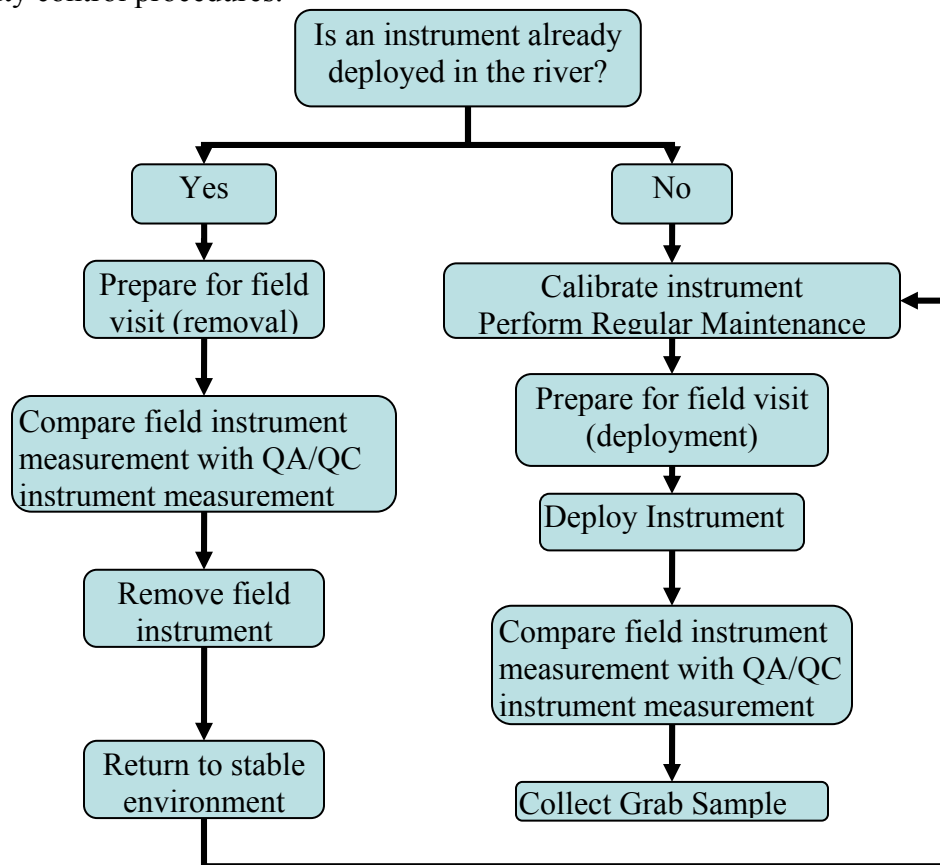 control procedures.
Is an instrument already
deployed in the river?
Yes
No
Prepare for field
visit (removal)
Calibrate instrument
Perform Regular Maintenance
Compare field instrument
measurement with QA/QC
instrument measurement
Prepare for field visit
(deployment)
Deploy Instrument
Remove field
instrument
Compare field instrument
measurement with QA/QC
instrument measurement
Return to stable
environment
Collect Grab Sample